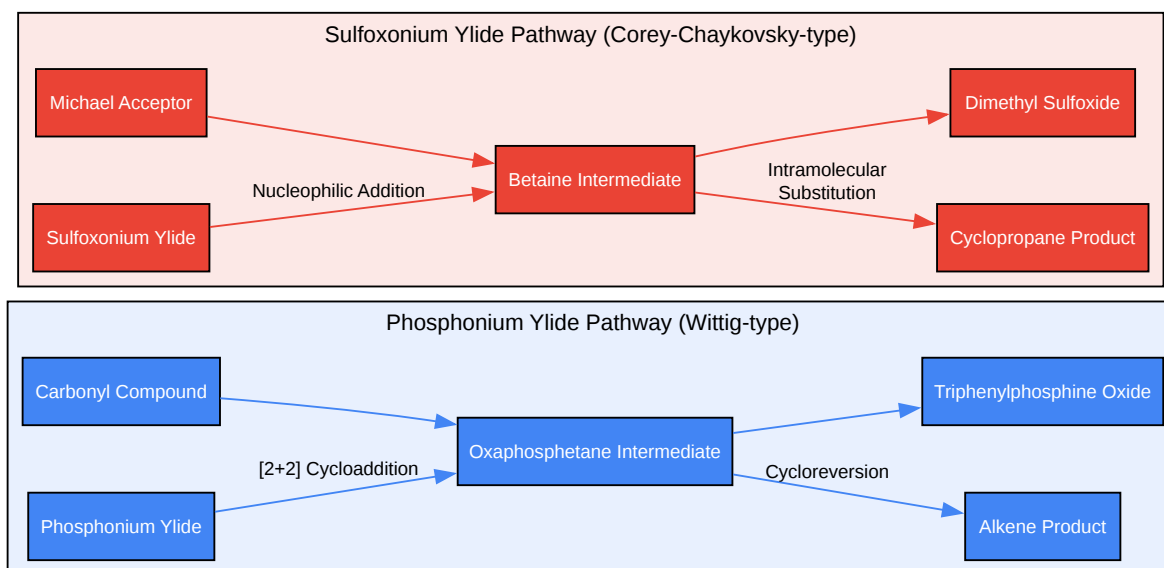 Sulfoxonium Ylide Pathway (Corey-Chaykovsky-type)
Michael Acceptor
Dimethyl Sulfoxide
Betaine Intermediate
Intramolecular
Substitution
Nucleophilic Addition
Sulfoxonium Ylide
Cyclopropane Product
Phosphonium Ylide Pathway (Wittig-type)
Carbonyl Compound
Triphenylphosphine Oxide
Oxaphosphetane Intermediate
[2+2] Cycloaddition
Cycloreversion
Phosphonium Ylide
Alkene Product